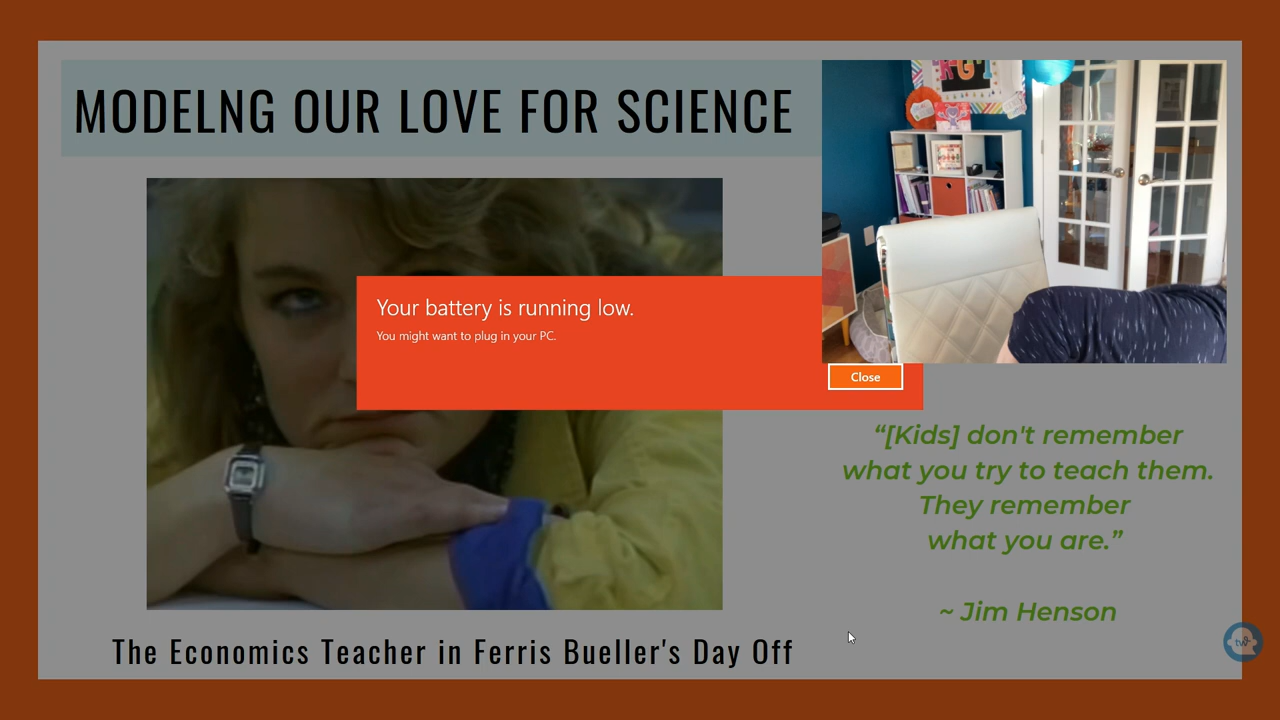 MODELNG OUR LOVE FOR SCIENCE
Your battery is running low.
You might want to plug in your PC.
Close
“[Kids] don't remember
what you try to teach them.
They remember
what you are.”
~ Jim Henson
The Economics Teacher in Ferris Bueller's Day Off